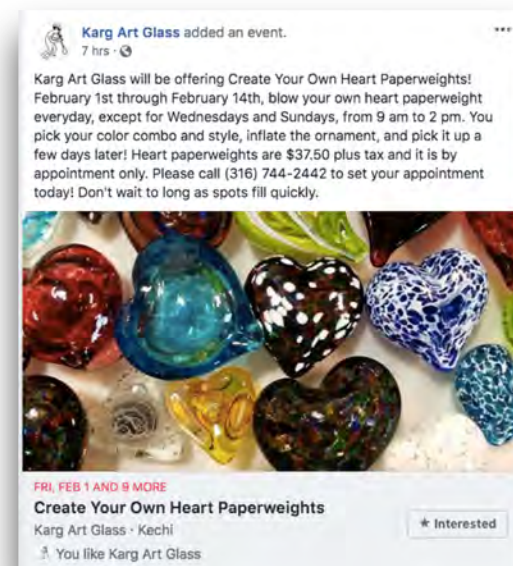 Karg Art Glass added an event.
7 hrs ·
Karg Art Glass will be offering Create Your Own Heart Paperweights!
February 1st through February 14th, blow your own heart paperweight
everyday, except for Wednesdays and Sundays, from 9 am to 2 pm. You
pick your color combo and style, inflate the ornament, and pick it up a
few days later! Heart paperweights are $37.50 plus tax and it is by
appointment only. Please call (316) 744-2442 to set your appointment
today! Don't wait to long as spots fill quickly.
FRI, FEB 1 AND 9 MORE
Create Your Own Heart Paperweights
Karg Art Glass · Kechi
★ Interested
You like Karg Art Glass